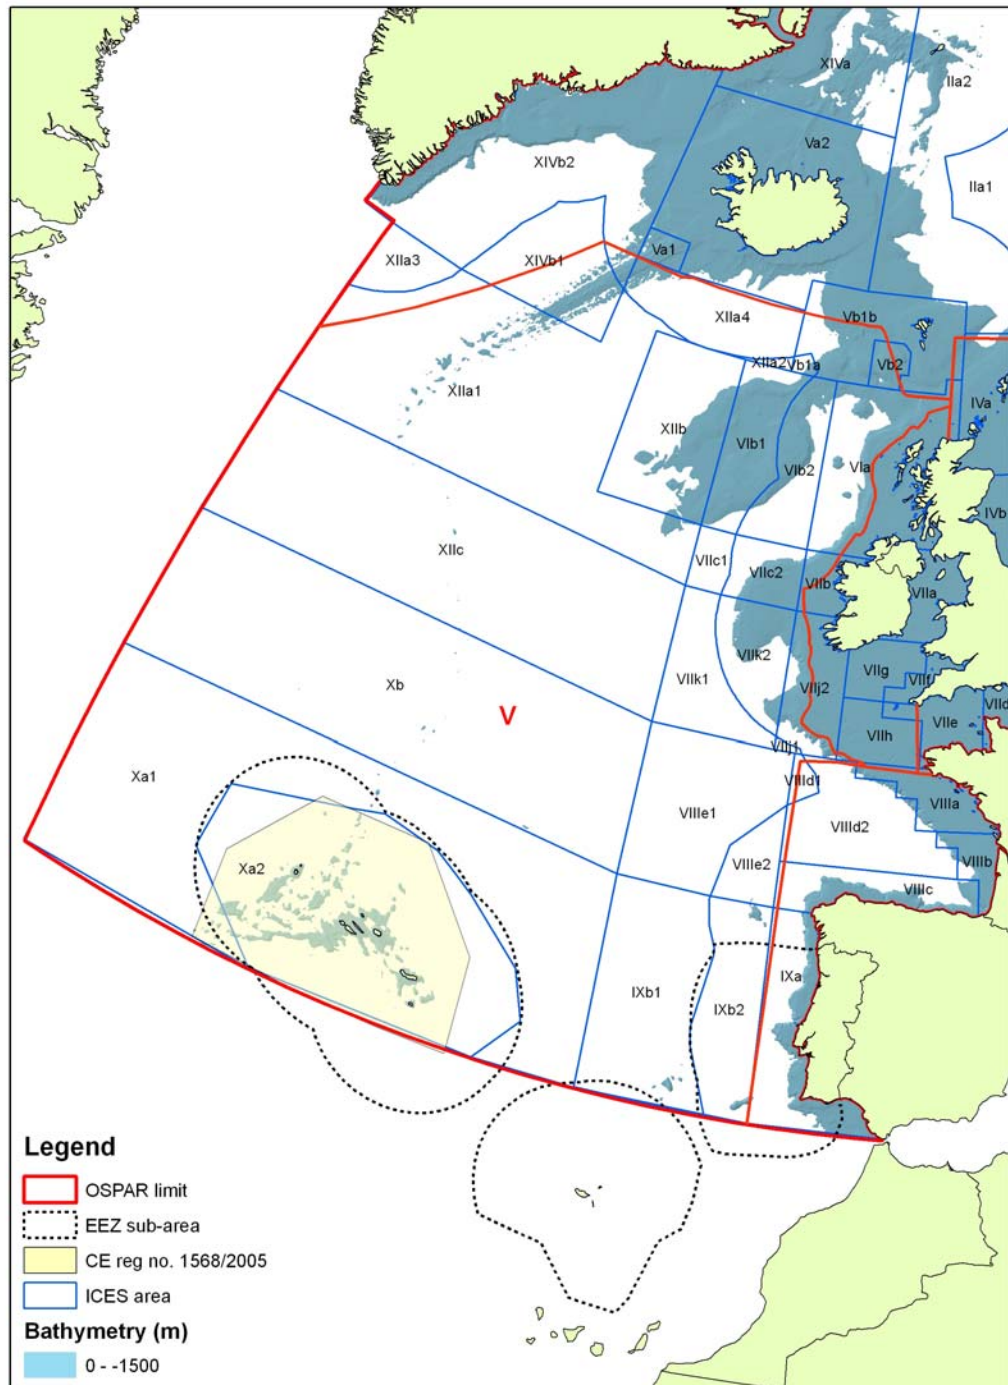 XIVa
IIa2
Va2
XIVb2
IIa1
Va1
XIIa3
XIVb1
XIIa4
Vb1b
XIIa2
Vb1a
Vb2
XIIa1
IVa
XIIb
VIb1
VIb2
VIa
IVb
XIIc
VIIc1
VIIc2
VIIb
VIIa
VIIk2
VIIg
VIIf
Xb
VIIk1
VIIj2
V
VIIh
VIIe
VIId
VIIj1
Xa1
VIIId1
VIIIe1
VIIIa
VIIId2
Xa2
VIIIe2
VIIIb
VIIIc
IXa
IXb1
IXb2
Legend
OSPAR limit
EEZ sub-area
CE reg no. 1568/2005
ICES area
Bathymetry (m)
0 - -1500